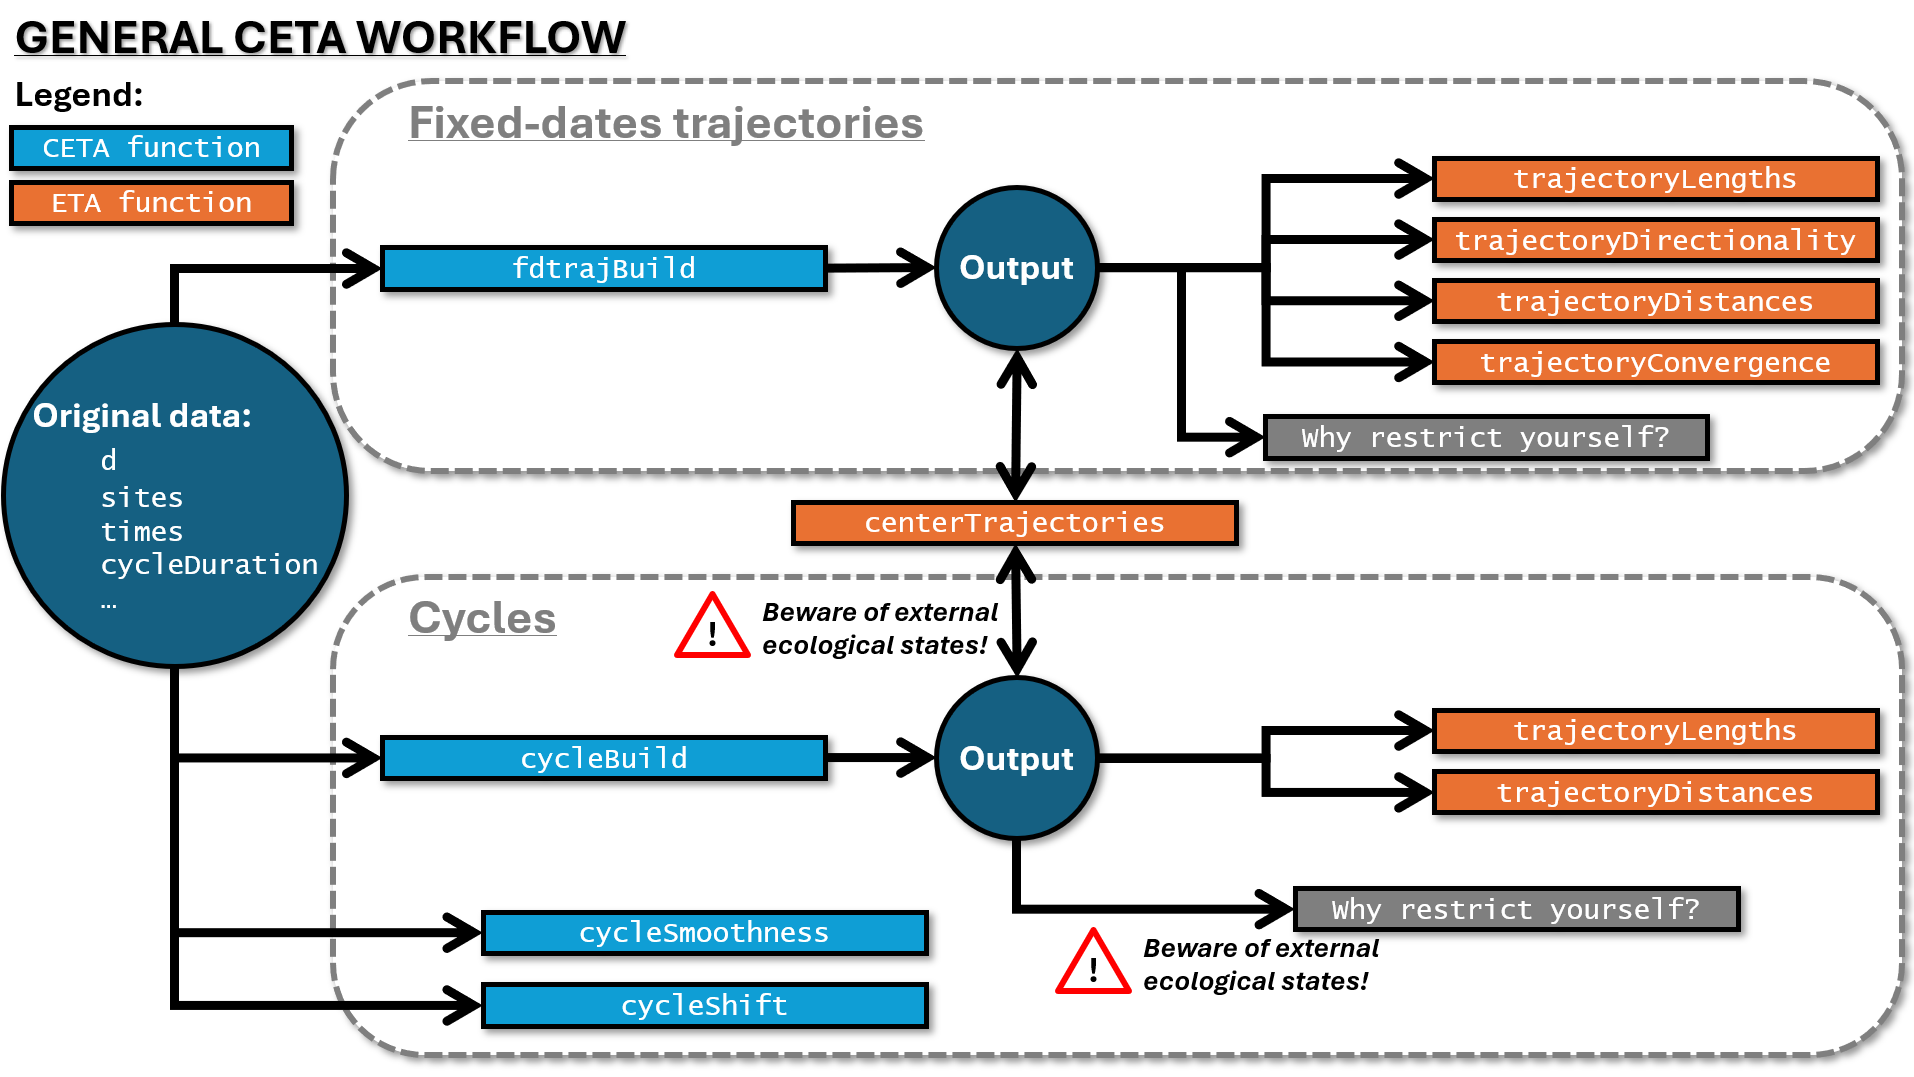 GENERAL CETA WORKFLOW
Legend:
CETA function
ETA function
Fixed-dates trajectories
fdtrajBuild
Output
trajectoryLengths
trajectoryDirectionality
trajectoryDistances
trajectoryConvergence
Why restrict yourself?
Original data:
d
sites
times
cycleDuration
…
centerTrajectories
Cycles
!
Beware of external
ecological states!
cycleBuild
Output
trajectoryLengths
trajectoryDistances
Why restrict yourself?
!
Beware of external
ecological states!
cycleSmoothness
cycleShift